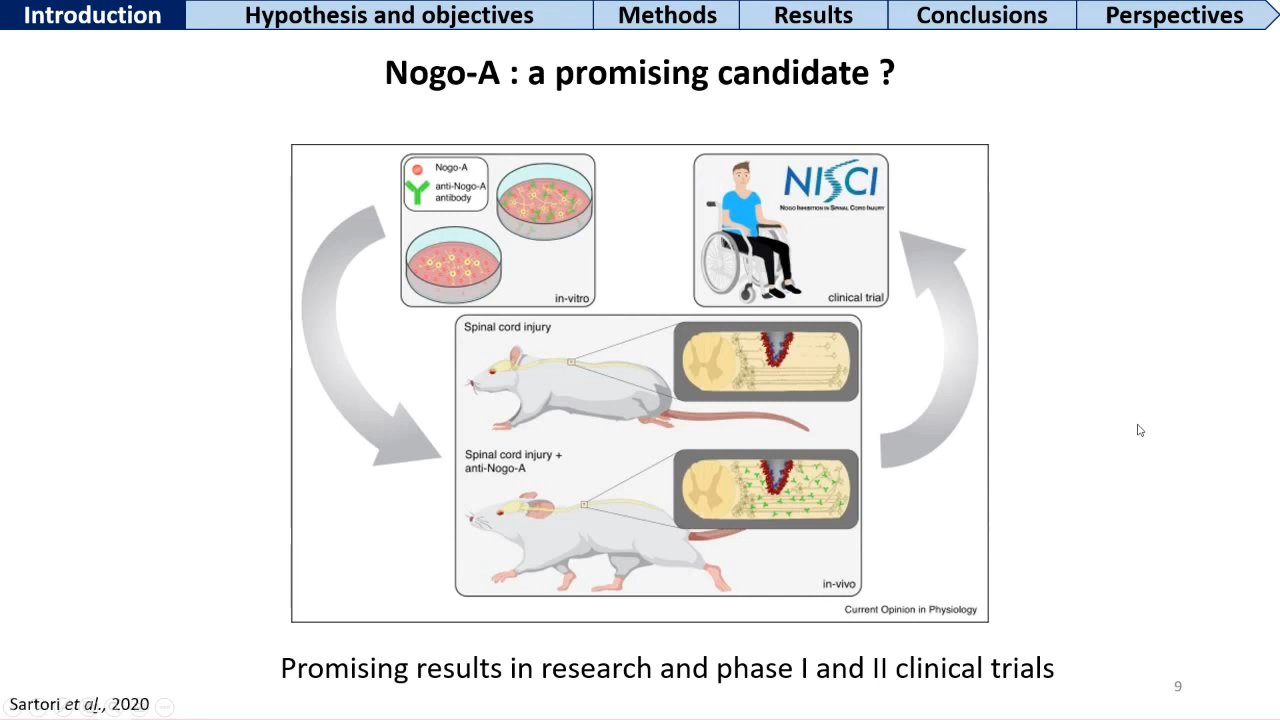 Introduction
Hypothesis and objectives
Methods
Results
Conclusions
Perspectives
Nogo-A : a promising candidate ?
Nogo-A
anti-Nogo-A
antibody
in-vitro
NISCI
NOGO INHIBITION IN SPINAL CORD INJURY
clinical trial
Spinal cord injury
Spinal cord injury +
anti-Nogo-A
in-vivo
Current Opinion in Physiology
Promising results in research and phase I and II clinical trials
9
Sartori et al., 2020